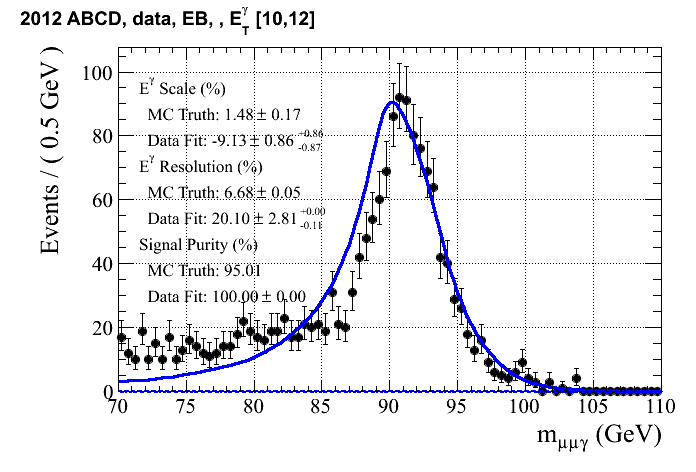 2012 ABCD, data, EB, , E_T^γ [10,12]
Events / ( 0.5 GeV )
100
80
60
40
20
0
E^γ Scale (%)
MC Truth: 1.48 ± 0.17
Data Fit: -9.13 ± 0.86 +0.86 -0.87
E^γ Resolution (%)
MC Truth: 6.68 ± 0.05
Data Fit: 20.10 ± 2.81 +0.00 -0.11
Signal Purity (%)
MC Truth: 95.01
Data Fit: 100.00 ± 0.00
70 75 80 85 90 95 100 105 110
m_μμγ (GeV)